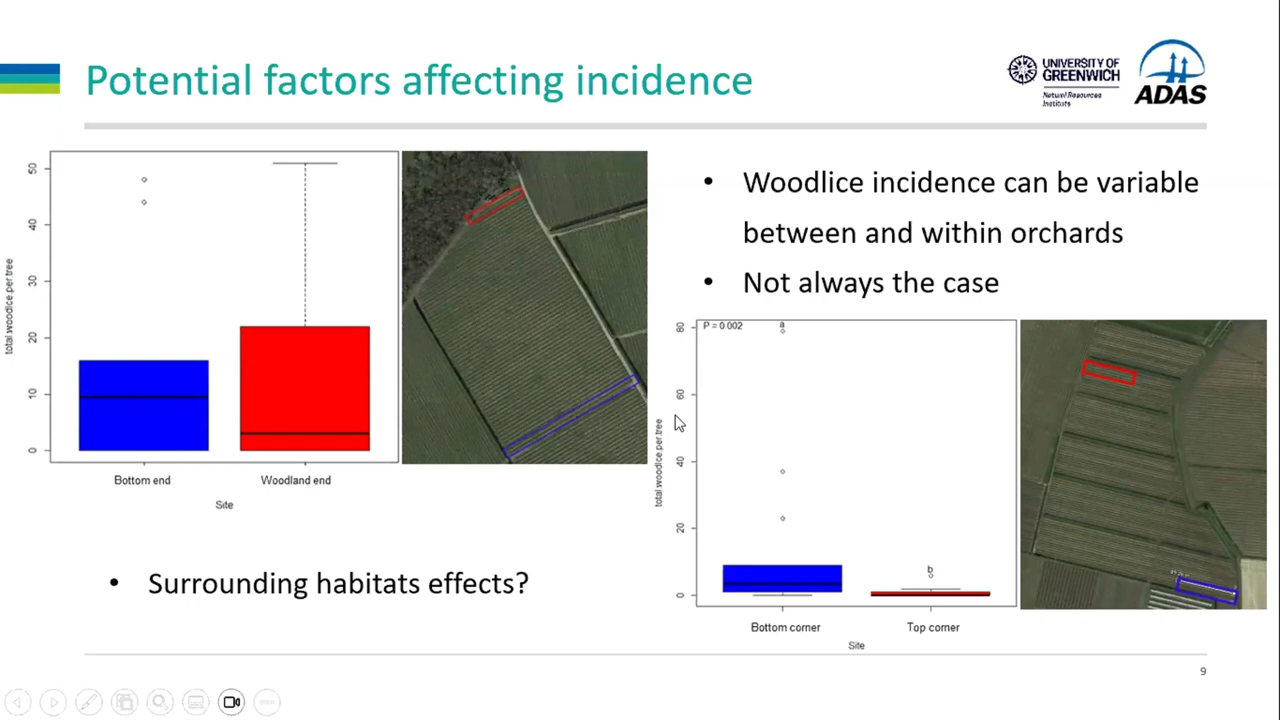 Potential factors affecting incidence
UNIVERSITY OF
GREENWICH
Natural Resources
Institute
ADAS
50
40
30
20
10
0
total woodlice per tree
Bottom end
Woodland end
Site
• Woodlice incidence can be variable
between and within orchards
• Not always the case
P = 0.002
a
b
80
60
40
20
0
total woodlice per tree
Bottom corner
Top corner
Site
• Surrounding habitats effects?
9